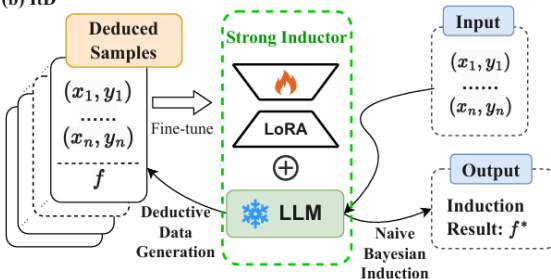 (b) ItD
Deduced
Samples
(x₁, y₁)
......
(xₙ, yₙ)
f
Fine-tune
Deductive
Data
Generation
Strong Inductor
LoRA
LLM
Input
(x₁, y₁)
......
(xₙ, yₙ)
Output
Induction
Result: f*
Naive
Bayesian
Induction